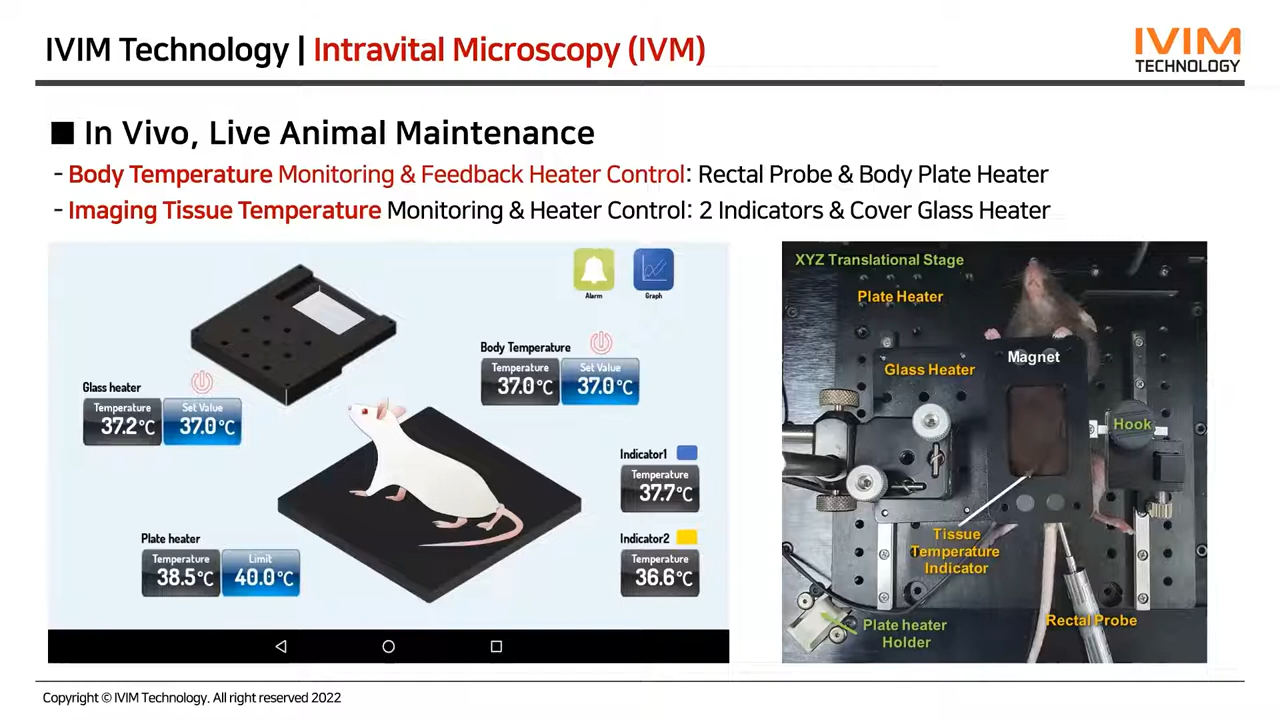 IVIM Technology | Intravital Microscopy (IVM)
IVIM
TECHNOLOGY
■ In Vivo, Live Animal Maintenance
- Body Temperature Monitoring & Feedback Heater Control: Rectal Probe & Body Plate Heater
- Imaging Tissue Temperature Monitoring & Heater Control: 2 Indicators & Cover Glass Heater
Alarm
Graph
Body Temperature
Temperature
37.0°C
Set Value
37.0°C
Glass heater
Temperature
37.2°C
Set Value
37.0°C
Indicator1
Temperature
37.7°C
Plate heater
Temperature
38.5°C
Limit
40.0°C
Indicator2
Temperature
36.6°C
XYZ Translational Stage
Plate Heater
Magnet
Glass Heater
Hook
Tissue
Temperature
Indicator
Plate heater
Holder
Rectal Probe
Copyright © IVIM Technology. All right reserved 2022